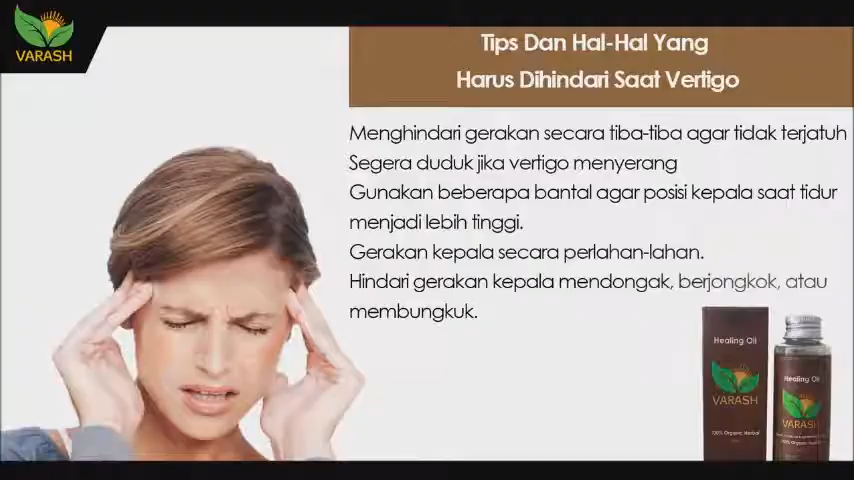 VARASH
Tips Dan Hal-Hal Yang
Harus Dihindari Saat Vertigo
Menghindari gerakan secara tiba-tiba agar tidak terjatuh
Segera duduk jika vertigo menyerang
Gunakan beberapa bantal agar posisi kepala saat tidur
menjadi lebih tinggi.
Gerakan kepala secara perlahan-lahan.
Hindari gerakan kepala mendongak, berjongkok, atau
membungkuk.
Healing Oil
VARASH
100% Organic Herbal
Healing Oil
VARASH